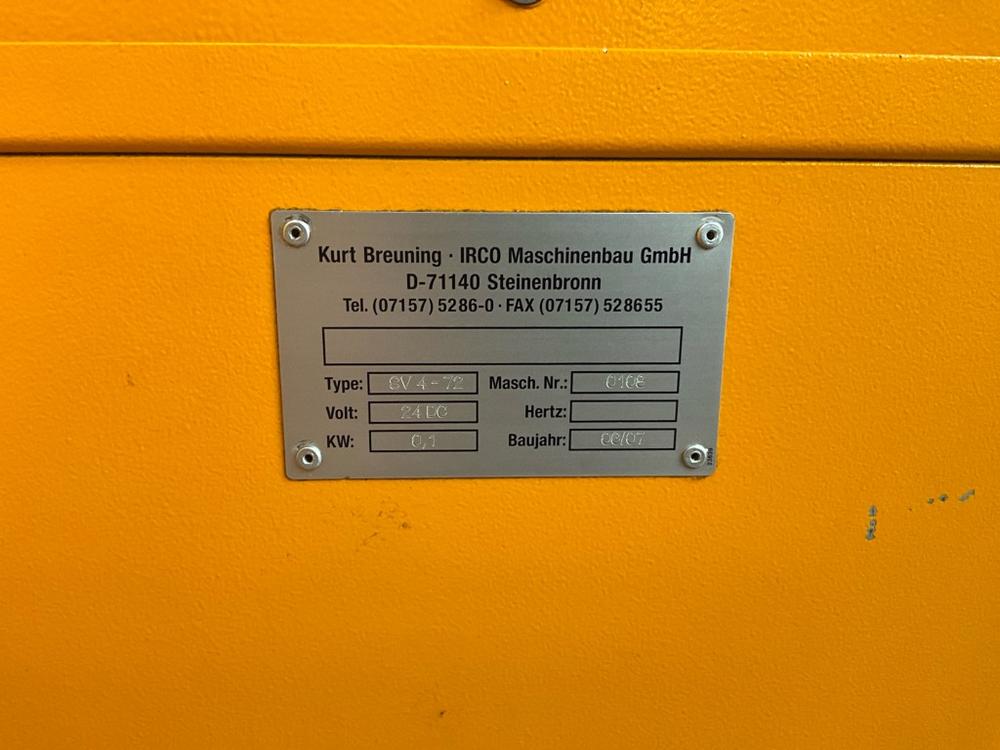 Kurt Breuning · IRCO Maschinenbau GmbH
D-71140 Steinenbronn
Tel. (07157) 5286-0 · FAX (07157) 528655
Type: SV 4-72 Masch. Nr.: 0108
Volt: 24 DC Hertz:
KW: 0,1 Baujahr: 06/07